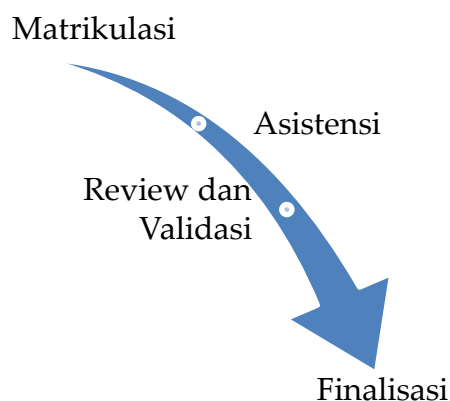 Matrikulasi
Asistensi
Review dan
Validasi
Finalisasi